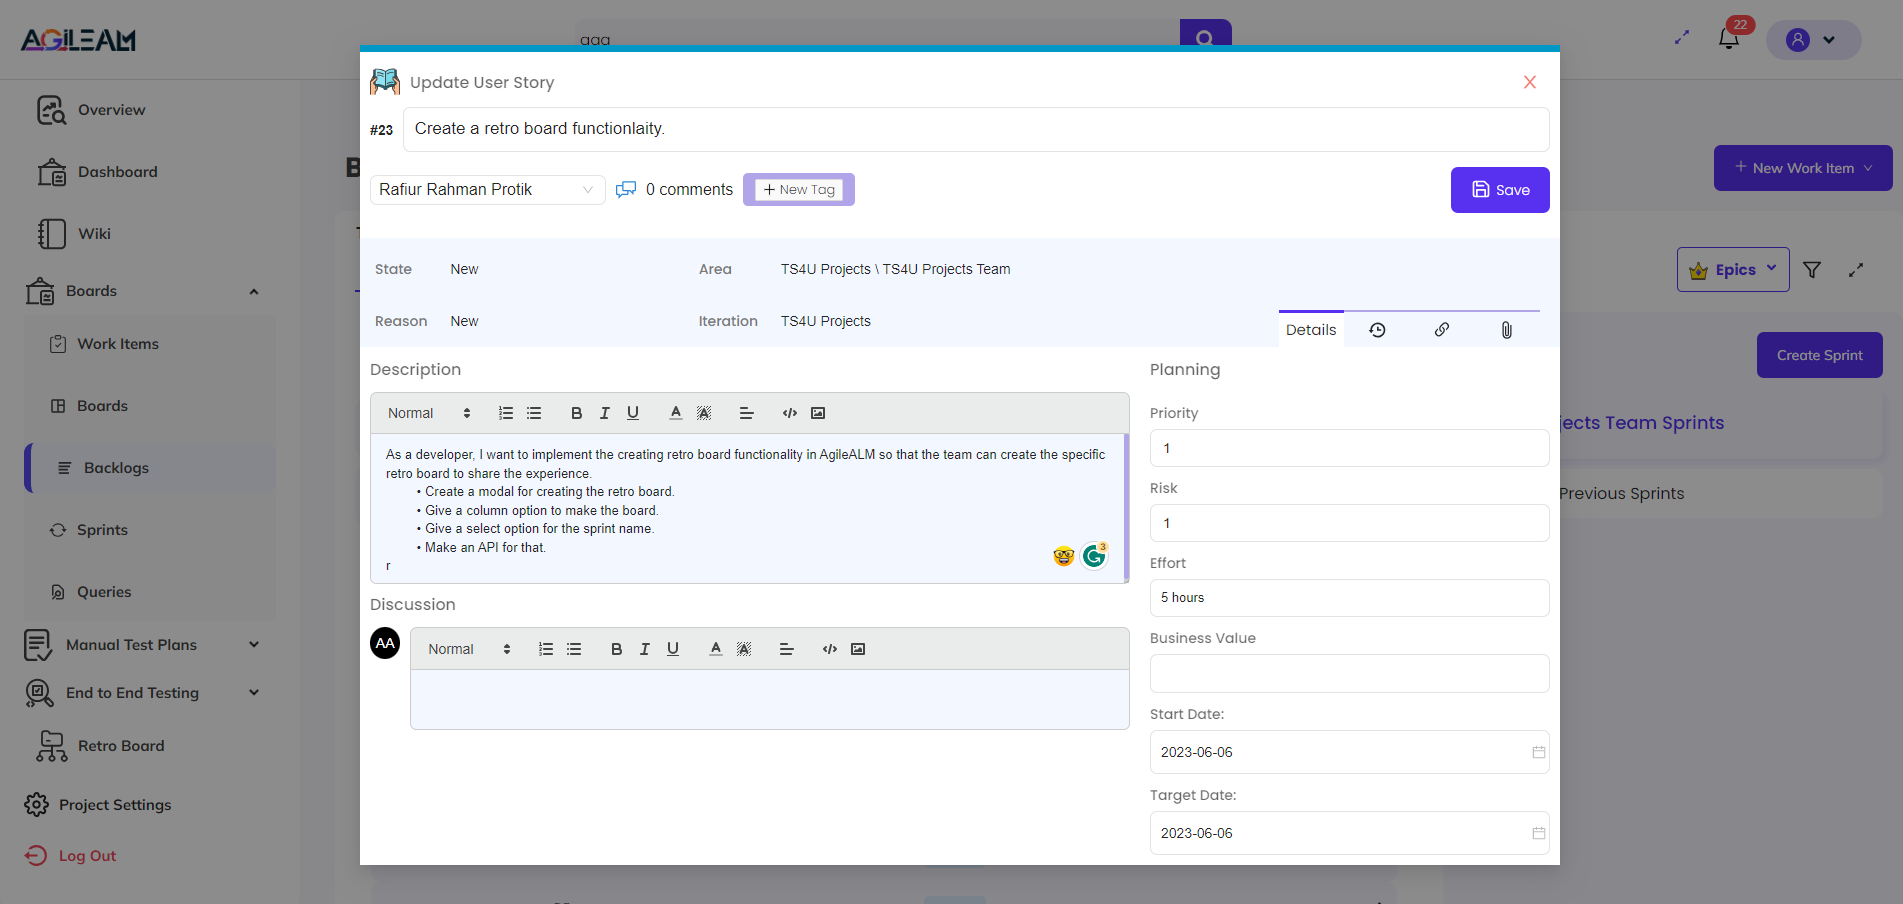 AGiLEAM
aaa
22
Overview
Dashboard
Wiki
Boards
Work Items
Boards
Backlogs
Sprints
Queries
Manual Test Plans
End to End Testing
Retro Board
Project Settings
Log Out
B
New Work Item
Epics
Create Sprint
jects Team Sprints
Previous Sprints
Update User Story
#23
Create a retro board functionlaity.
Rafiur Rahman Protik
0 comments
+ New Tag
Save
State
New
Area
TS4U Projects \ TS4U Projects Team
Reason
New
Iteration
TS4U Projects
Details
Description
Normal
B I U A A
As a developer, I want to implement the creating retro board functionality in AgileALM so that the team can create the specific
retro board to share the experience.
• Create a modal for creating the retro board.
• Give a column option to make the board.
• Give a select option for the sprint name.
• Make an API for that.
r
3
Discussion
AA
Normal
B I U A A
Planning
Priority
1
Risk
1
Effort
5 hours
Business Value
Start Date:
2023-06-06
Target Date:
2023-06-06